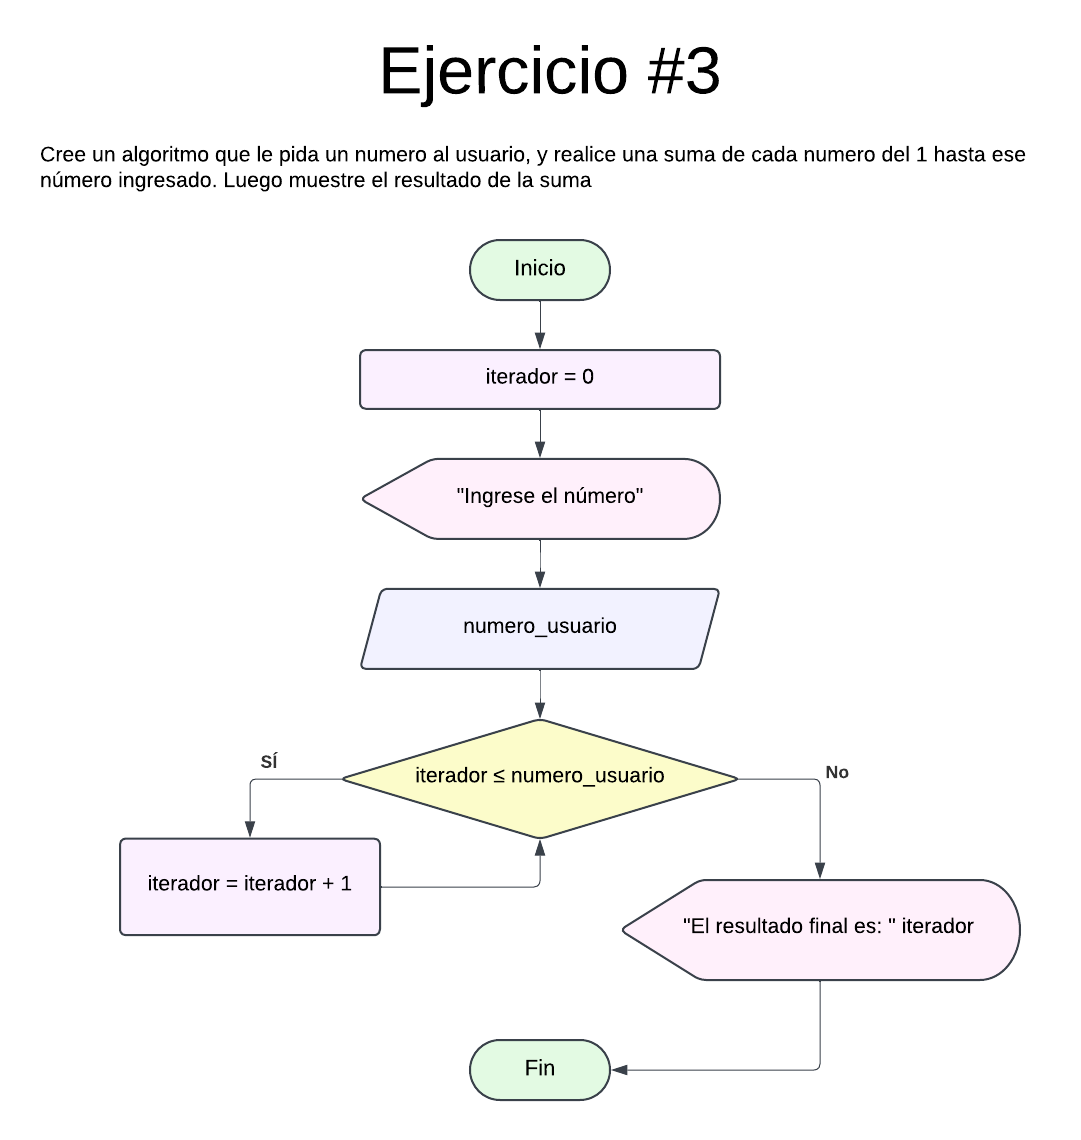 Ejercicio #3
Cree un algoritmo que le pida un numero al usuario, y realice una suma de cada numero del 1 hasta ese
número ingresado. Luego muestre el resultado de la suma
Inicio
iterador = 0
"Ingrese el número"
numero_usuario
iterador ≤ numero_usuario
SÍ
No
iterador = iterador + 1
"El resultado final es: " iterador
Fin